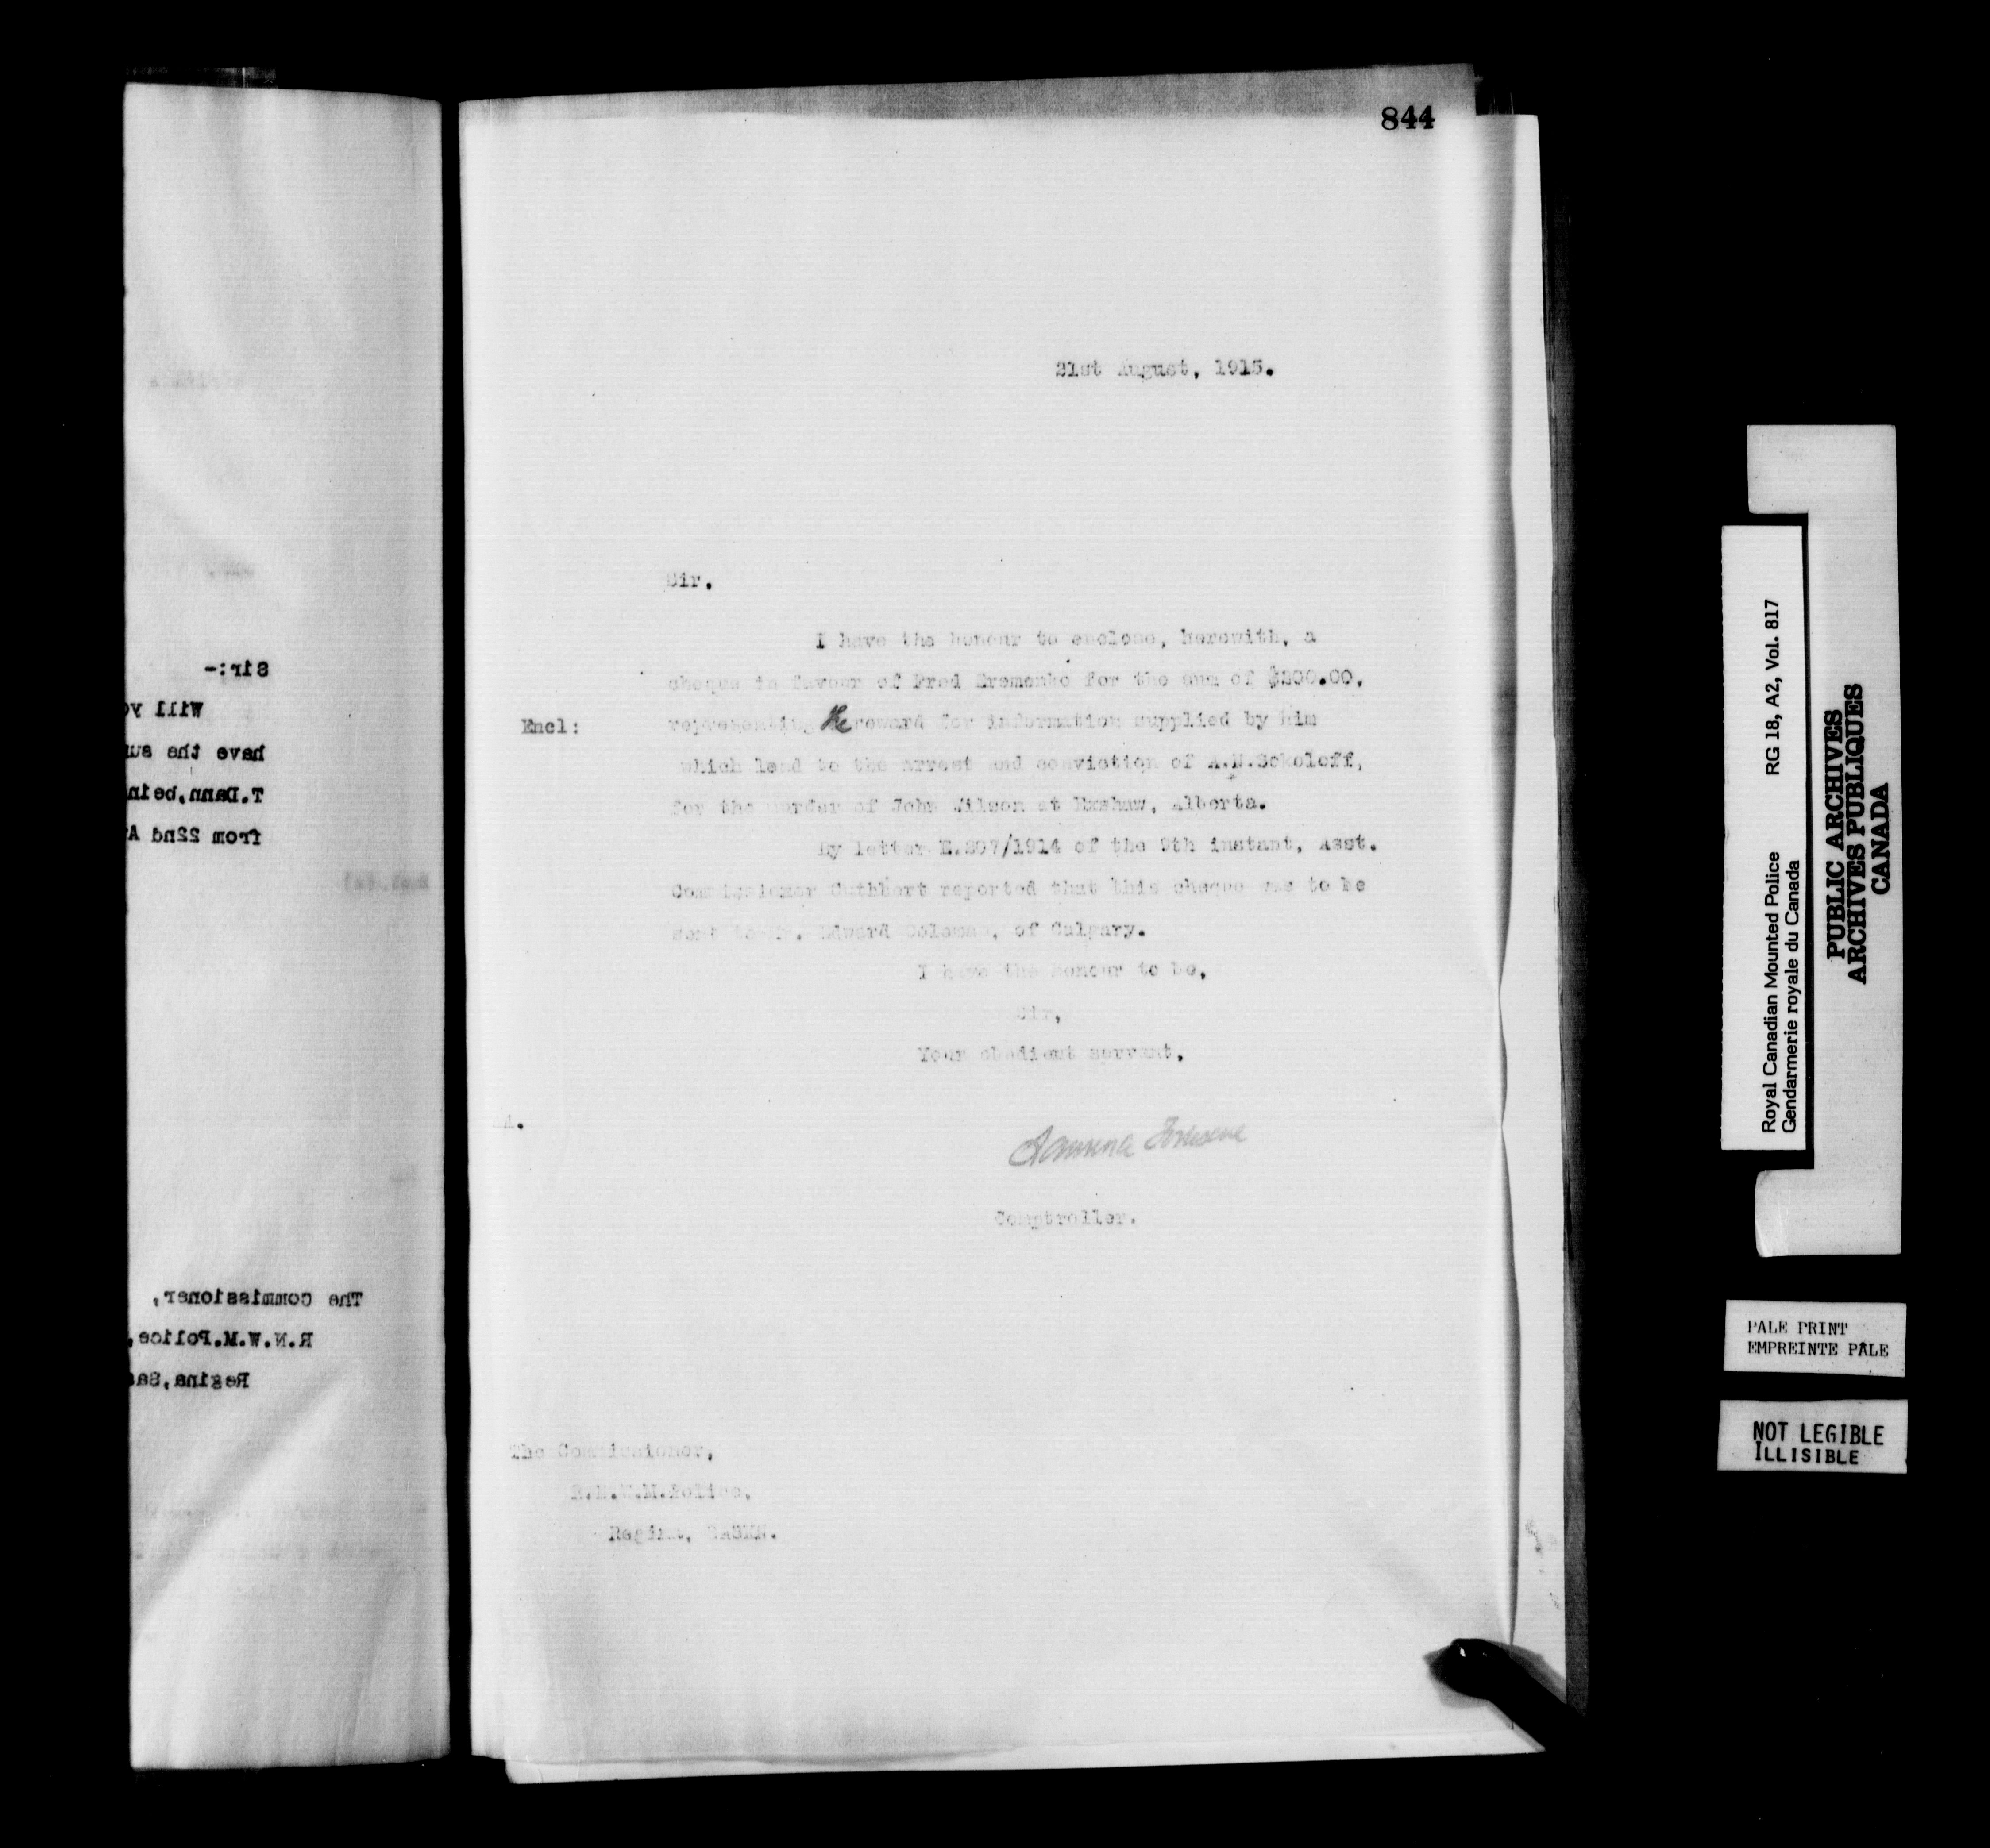 844
21st August, 1915.
Sir.
I have the honour to enclose, herewith, a
cheque in favour of Fred Eremenko for the sum of $200.00,
Encl:
representing the reward for information supplied by him
which lead to the arrest and conviction of A.N.Sokoloff,
for the murder of John Wilson at Exshaw, Alberta.
By letter E.207/1914 of the 9th instant, Asst.
Commissioner Cuthbert reported that this cheque was to be
sent to Mr. Edward Coleman, of Calgary.
I have the honour to be,
Sir,
Your obedient servant,
Laurence Fortescue
Comptroller.
The Commissioner,
R.N.W.M.Police,
Regina, SASKN.
Sir:-
Will yo
have the su
T.Dann,bein
from 22nd A
The Commissioner,
R.N.W.M.Police,
Regina,Sas
Royal Canadian Mounted Police RG 18, A2, Vol. 817
Gendarmerie royale du Canada
PUBLIC ARCHIVES
ARCHIVES PUBLIQUES
CANADA
PALE PRINT
EMPREINTE PÂLE
NOT LEGIBLE
ILLISIBLE